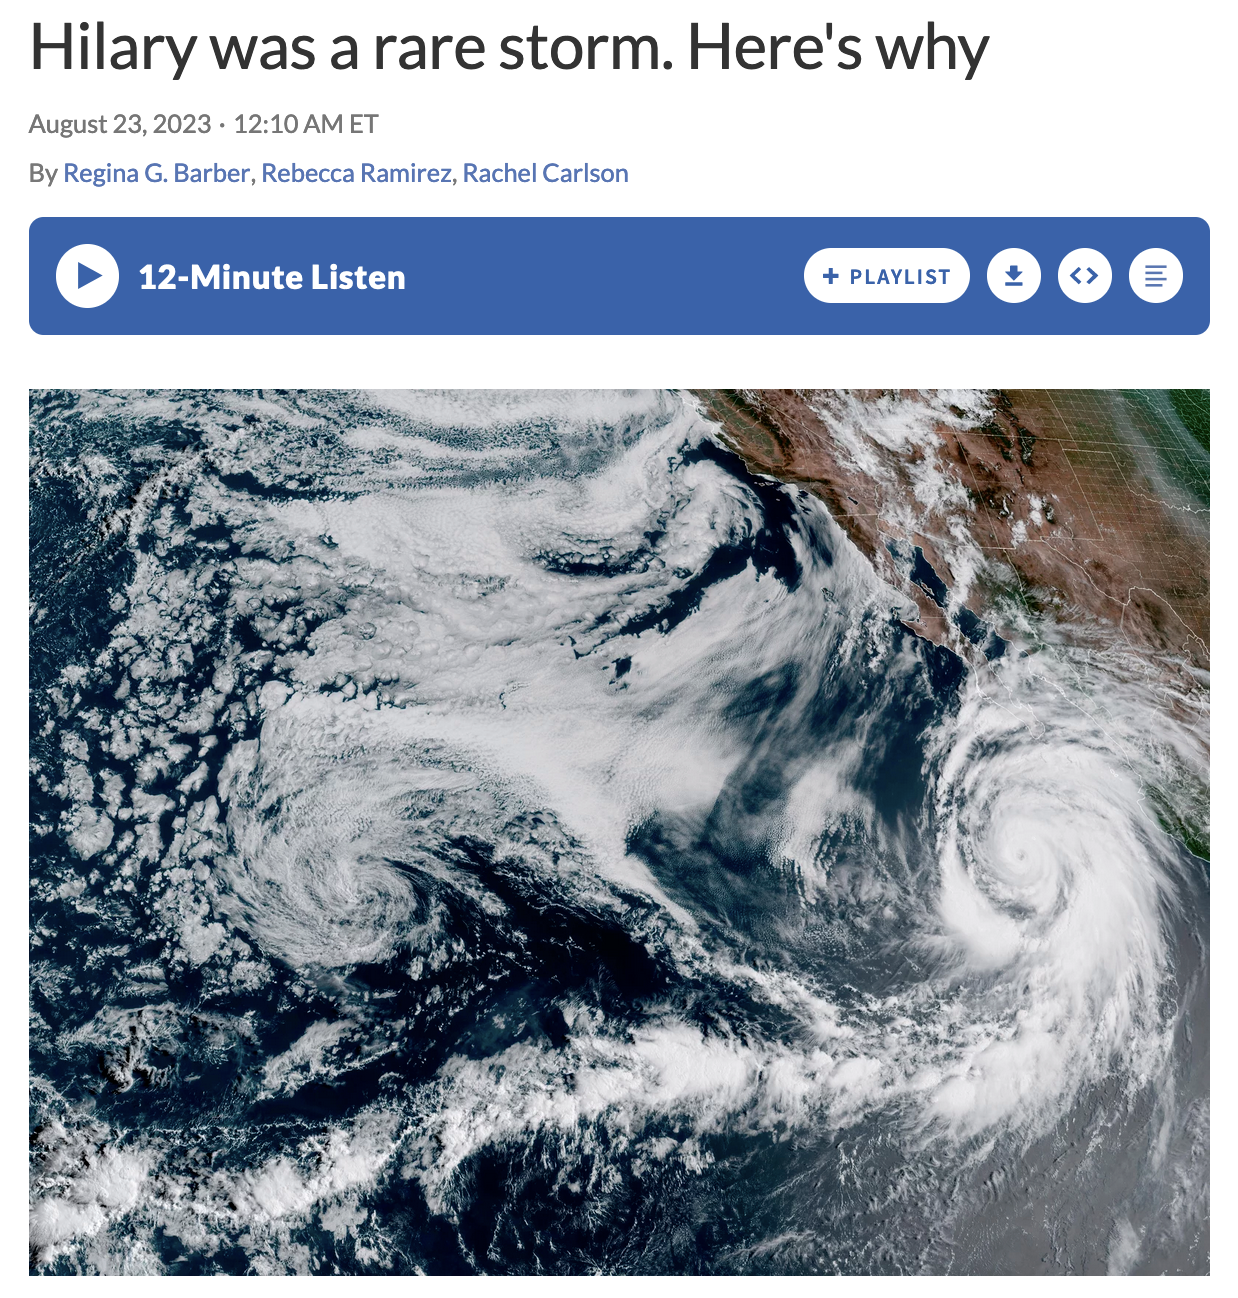 Hilary was a rare storm. Here's why
August 23, 2023 · 12:10 AM ET
By Regina G. Barber, Rebecca Ramirez, Rachel Carlson
12-Minute Listen
+ PLAYLIST